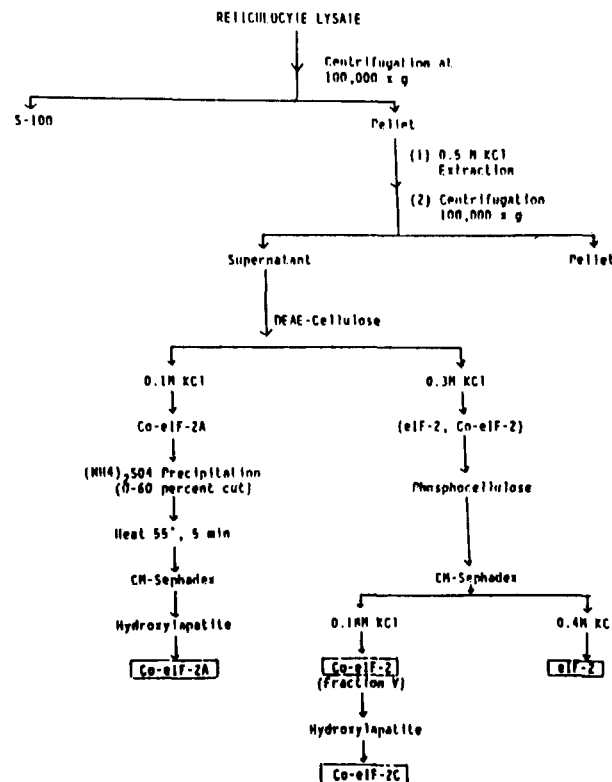 RETICULOCYTE LYSATE
Centrifugation at
100,000 x g
S-100
Pellet
(1) 0.5 M KCl
Extraction
(2) Centrifugation
100,000 x g
Supernatant
Pellet
DEAE-Cellulose
0.1M KCl
0.3M KCl
Co-eIF-2A
(eIF-2, Co-eIF-2)
(NH4)2SO4 Precipitation
(0-60 percent cut)
Phosphocellulose
Heat 55°, 5 min
CM-Sephadex
CM-Sephadex
Hydroxylapatite
0.18M KCl
0.4M KC
Co-eIF-2A
Co-eIF-2
(Fraction V)
eIF-2
Hydroxylapatite
Co-eIF-2C